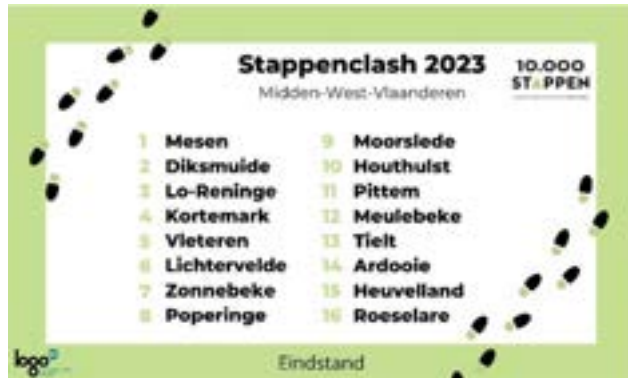 Stappenclash 2023
Midden-West-Vlaanderen
10.000
STAPPEN
1 Mesen
2 Diksmuide
3 Lo-Reninge
4 Kortemark
5 Vleteren
6 Lichtervelde
7 Zonnebeke
8 Poperinge
9 Moorslede
10 Houthulst
11 Pittem
12 Meulebeke
13 Tielt
14 Ardooie
15 Heuvelland
16 Roeselare
logo
Eindstand